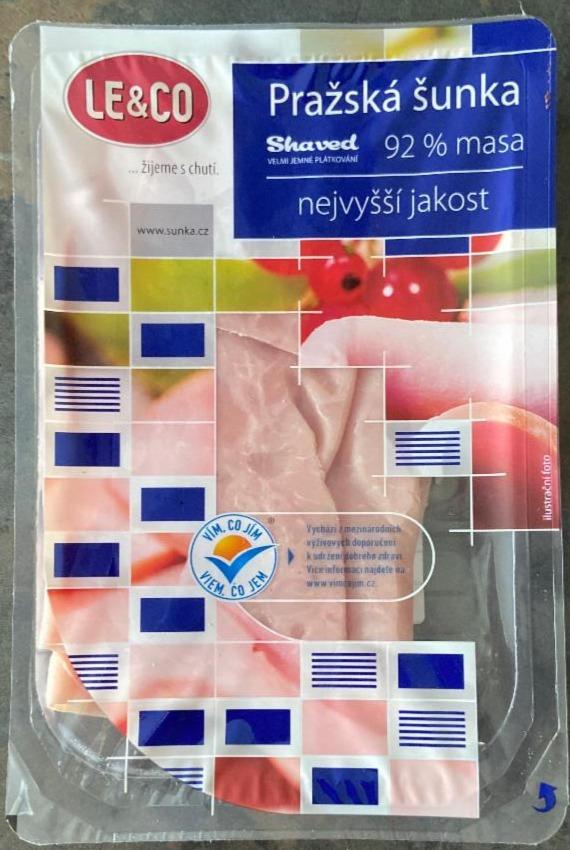 LE&CO
... žijeme s chutí.
www.sunka.cz
Pražská šunka
Shaved
VELMI JEMNÉ PLÁTKOVÁNÍ
92 % masa
nejvyšší jakost
ilustrační foto
VÍM, CO JÍM
VIEM, ČO JEM
®
Vychází z mezinárodních
výživových doporučení
k udržení dobrého zdraví.
Více informací najdete na
www.vimcojim.cz